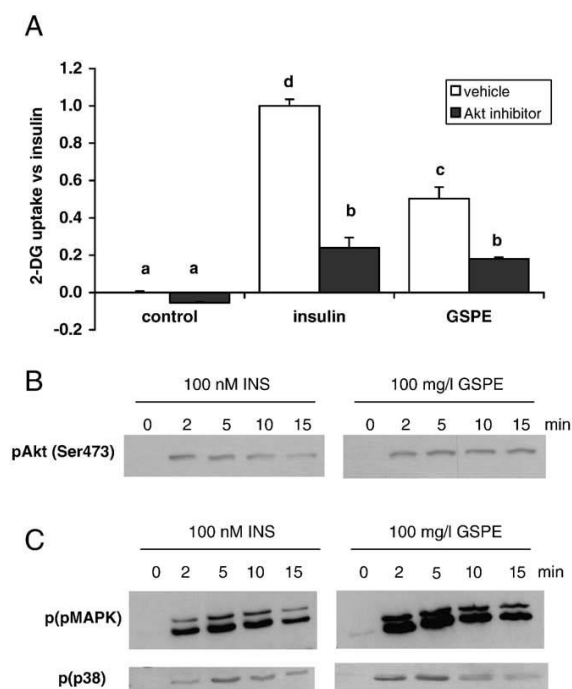 A
1.2
1.0
0.8
0.6
0.4
0.2
0.0
-0.2
2-DG uptake vs insulin
vehicle
Akt inhibitor
a a d b c b
control insulin GSPE
B
100 nM INS 100 mg/l GSPE
0 2 5 10 15 0 2 5 10 15 min
pAkt (Ser473)
C
100 nM INS 100 mg/l GSPE
0 2 5 10 15 0 2 5 10 15 min
p(pMAPK)
p(p38)